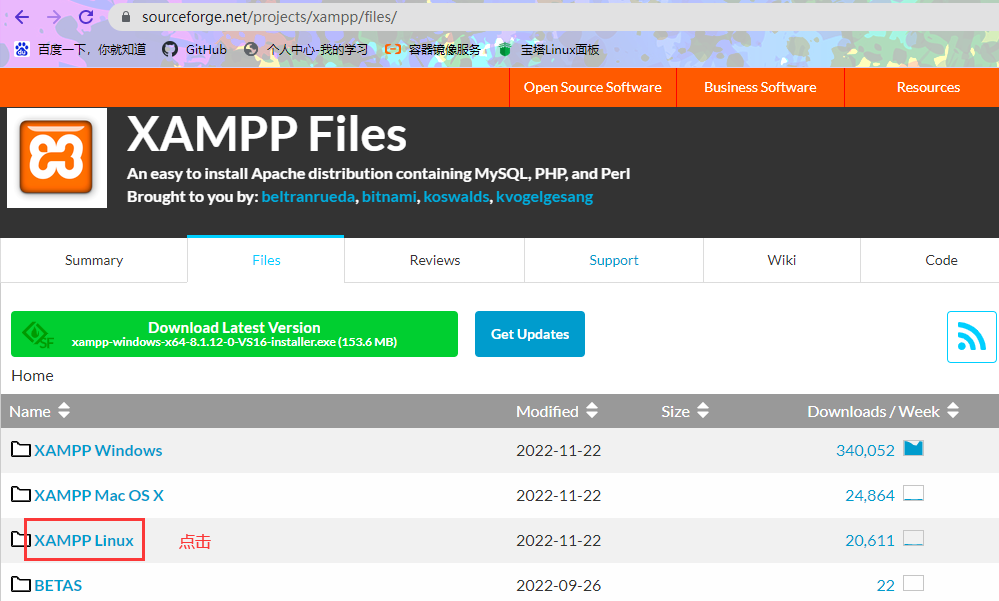 sourceforge.net/projects/xampp/files/
百度一下，你就知道 GitHub 个人中心-我的学习 容器镜像服务 宝塔Linux面板
Open Source Software Business Software Resources
XAMPP Files
An easy to install Apache distribution containing MySQL, PHP, and Perl
Brought to you by: beltranrueda, bitnami, koswalds, kvogelgesang
Summary Files Reviews Support Wiki Code
Download Latest Version
xampp-windows-x64-8.1.12-0-VS16-installer.exe (153.6 MB)
SF
Get Updates
Home
Name Modified Size Downloads / Week
XAMPP Windows 2022-11-22 340,052
XAMPP Mac OS X 2022-11-22 24,864
XAMPP Linux 点击 2022-11-22 20,611
BETAS 2022-09-26 22